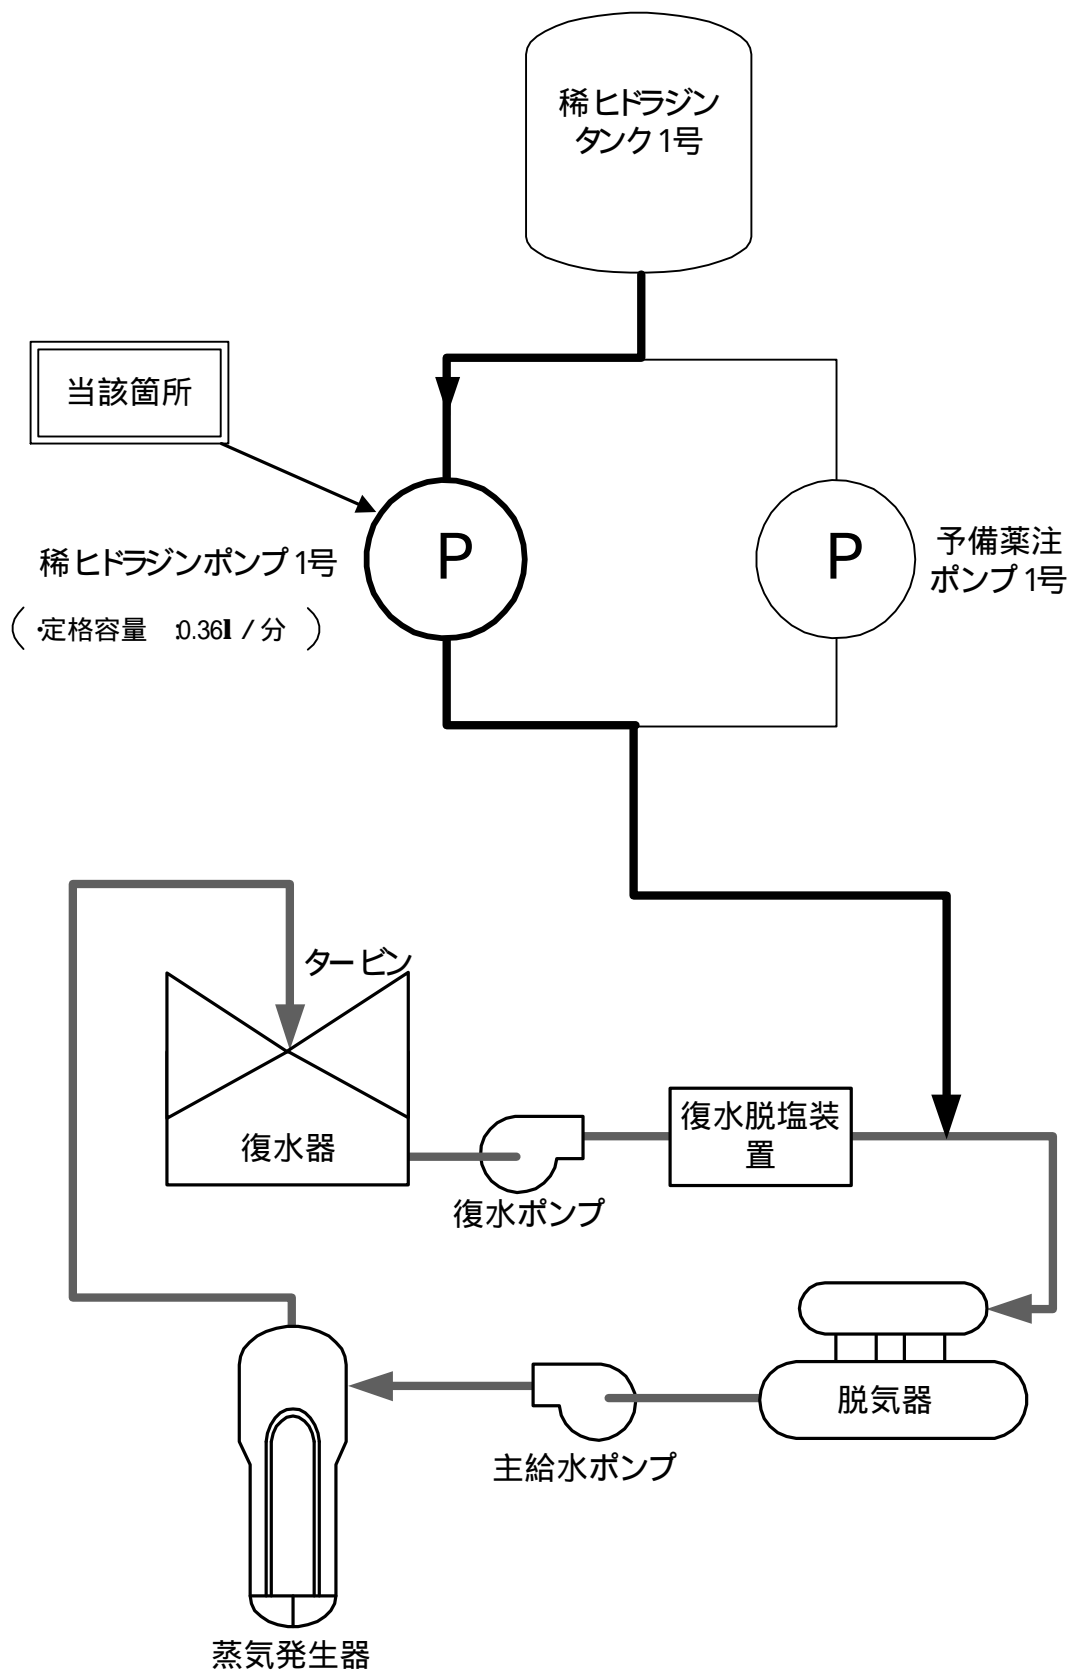 稀ヒドラジン
タンク1号
当該箇所
P
P
稀ヒドラジンポンプ1号
(・定格容量 :0.36l/分 )
予備薬注
ポンプ1号
タービン
復水器
復水ポンプ
復水脱塩装
置
脱気器
主給水ポンプ
蒸気発生器